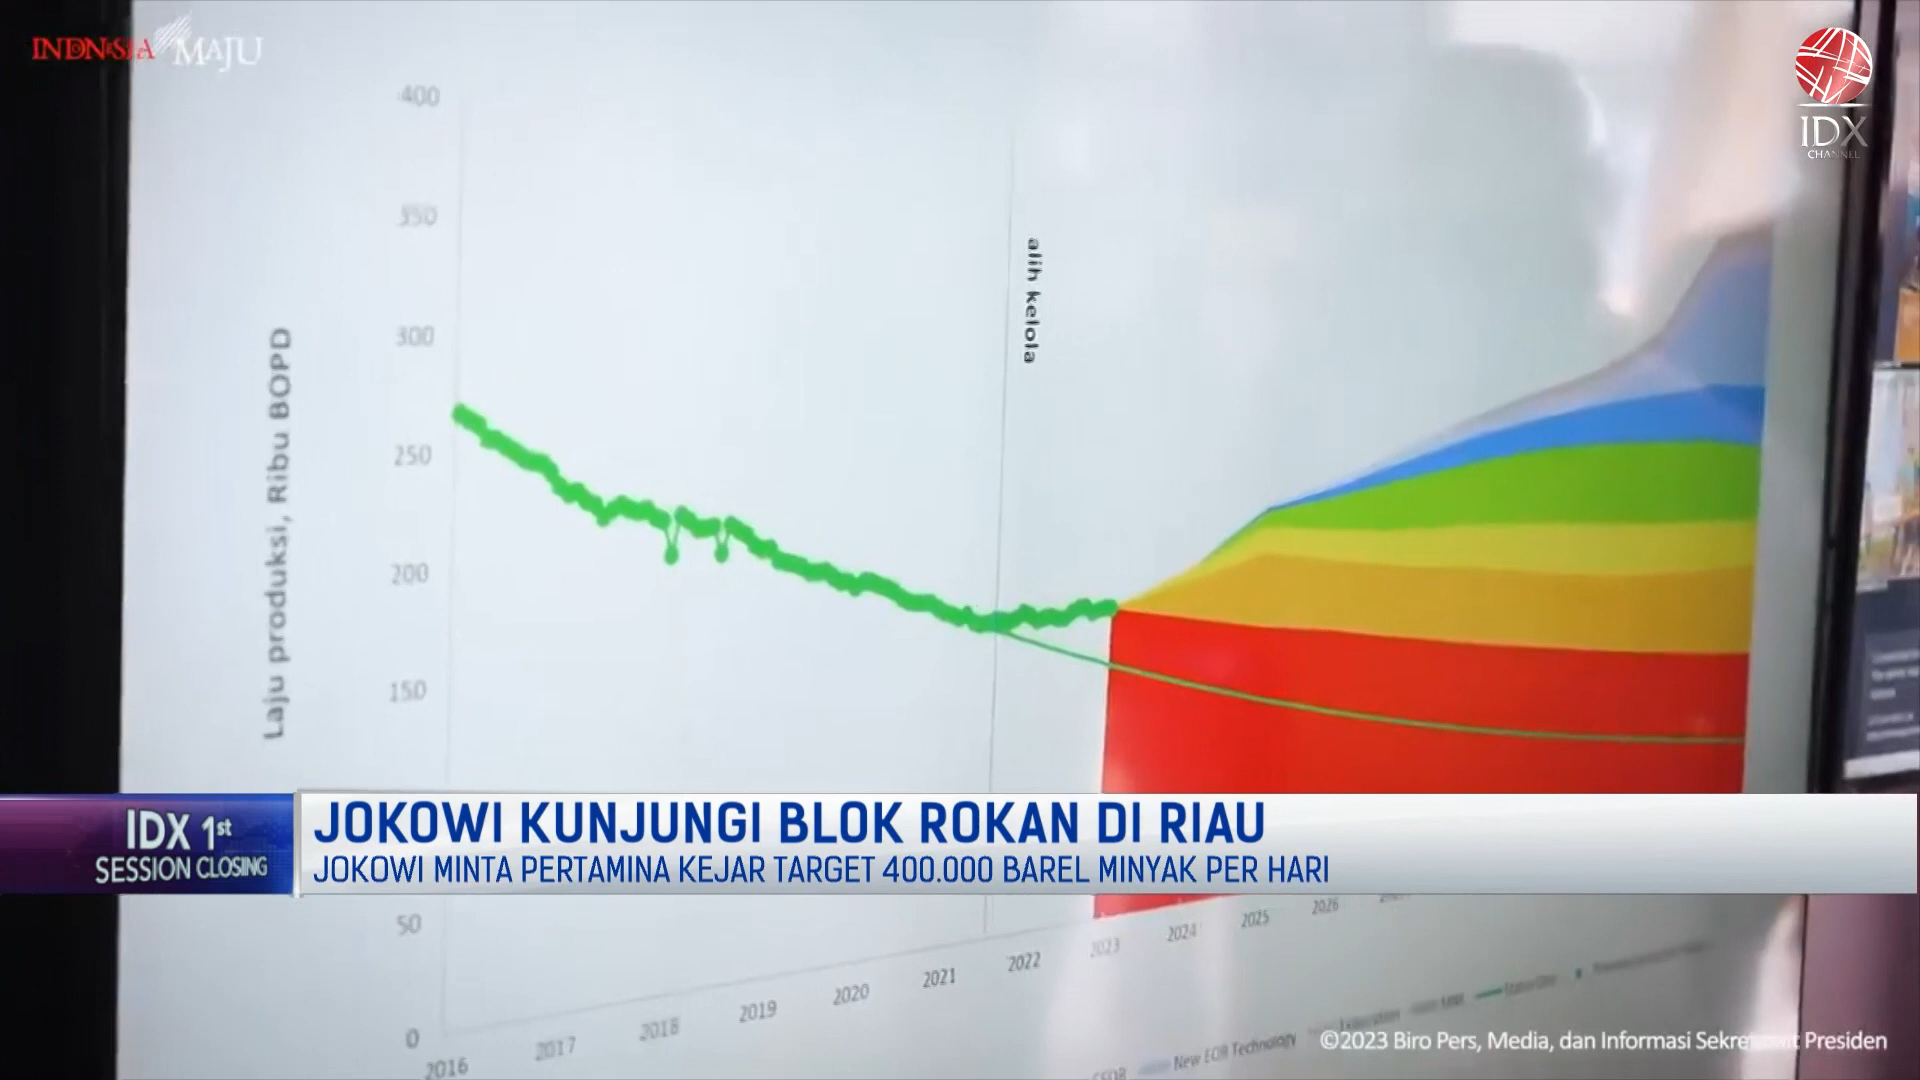 INDONESIA MAJU
IDX
CHANNEL
400
350
300
250
200
150
50
0
Laju produksi, Ribu BOPD
alih kelola
2016
2017
2018
2019
2020
2021
2022
2023
2024
2025
2026
New EOR Technology
IDX 1st
SESSION CLOSING
JOKOWI KUNJUNGI BLOK ROKAN DI RIAU
JOKOWI MINTA PERTAMINA KEJAR TARGET 400.000 BAREL MINYAK PER HARI
©2023 Biro Pers, Media, dan Informasi Sekretariat Presiden